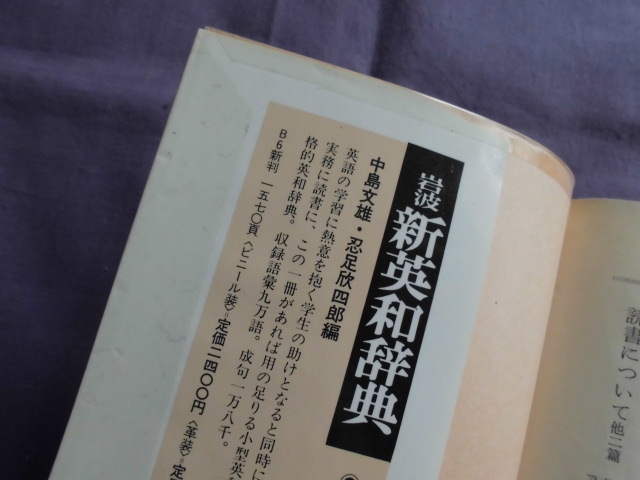 岩波 新英和辞典
中島文雄・忍足欣四郎編
英語の学習に熱意を抱く学生の助けとなると同時に
実務に読書に、この一冊があれば用の足りる小型英
格的英和辞典。収録語彙九万語。成句一万八千。
B6新判 一五七〇頁〈ビニール装〉=定価二四〇〇円〈革装〉=定
読書について 他二篇